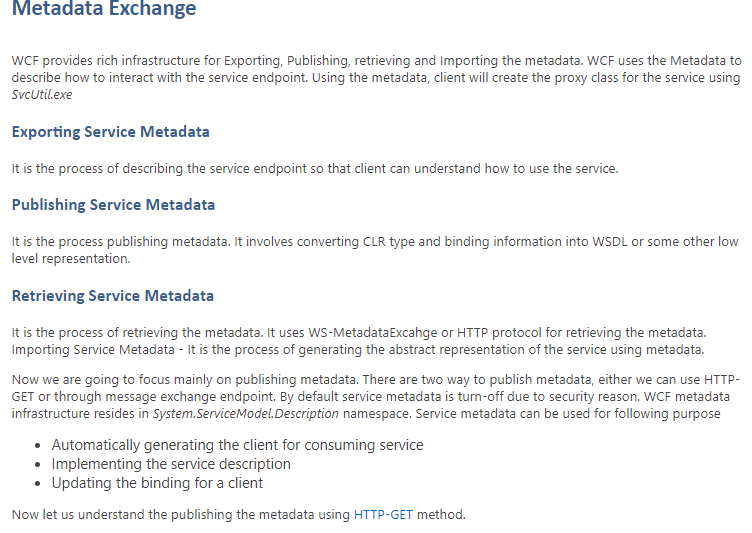 Metadata Exchange
WCF provides rich infrastructure for Exporting, Publishing, retrieving and Importing the metadata. WCF uses the Metadata to
describe how to interact with the service endpoint. Using the metadata, client will create the proxy class for the service using
SvcUtil.exe
Exporting Service Metadata
It is the process of describing the service endpoint so that client can understand how to use the service.
Publishing Service Metadata
It is the process publishing metadata. It involves converting CLR type and binding information into WSDL or some other low
level representation.
Retrieving Service Metadata
It is the process of retrieving the metadata. It uses WS-MetadataExcahge or HTTP protocol for retrieving the metadata.
Importing Service Metadata - It is the process of generating the abstract representation of the service using metadata.
Now we are going to focus mainly on publishing metadata. There are two way to publish metadata, either we can use HTTP-
GET or through message exchange endpoint. By default service metadata is turn-off due to security reason. WCF metadata
infrastructure resides in System.ServiceModel.Description namespace. Service metadata can be used for following purpose
• Automatically generating the client for consuming service
• Implementing the service description
• Updating the binding for a client
Now let us understand the publishing the metadata using HTTP-GET method.